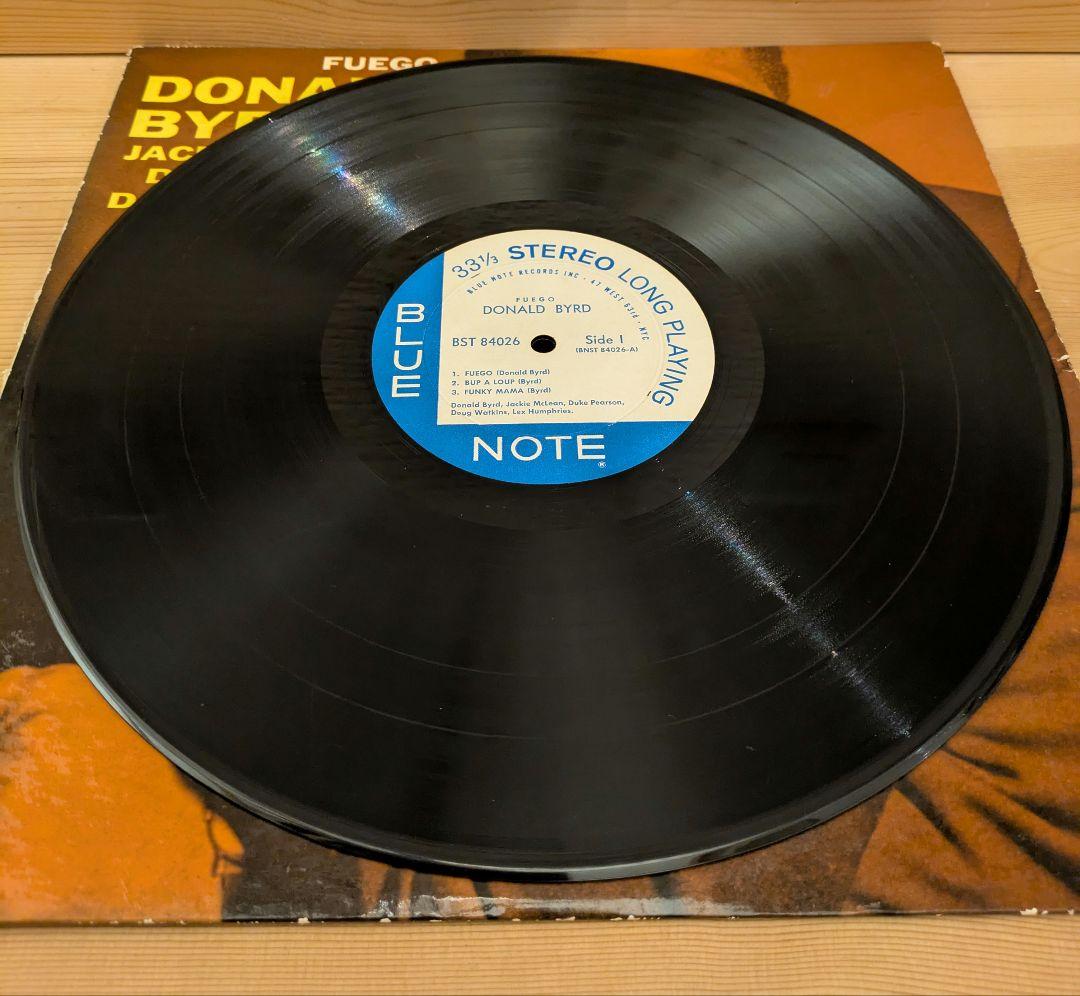 FUEGO
DONA
BY
JAC
D
D
33⅓ STEREO LONG PLAYING
BLUE NOTE RECORDS INC • 47 WEST 63rd • NYC
FUEGO
DONALD BYRD
BST 84026 Side 1
(BNST 84026-A)
1. FUEGO (Donald Byrd)
2. BUP A LOUP (Byrd)
3. FUNKY MAMA (Byrd)
Donald Byrd, Jackie McLean, Duke Pearson,
Doug Watkins, Lex Humphries.
BLUE
NOTE®